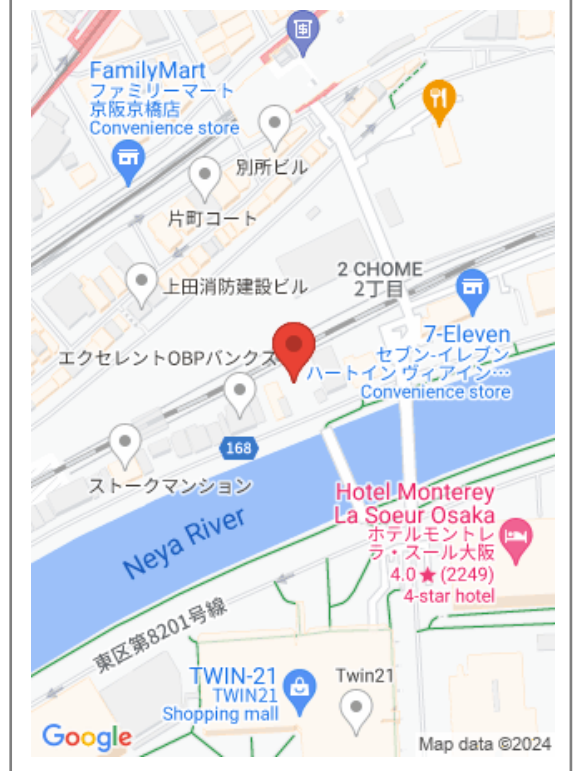 FamilyMart
ファミリーマート
京阪京橋店
Convenience store
別所ビル
片町コート
2 CHOME
2丁目
上田消防建設ビル
7-Eleven
セブン-イレブン
ハートイン ヴィアイン…
Convenience store
エクセレントOBPバンクス
168
ストークマンション
Neya River
Hotel Monterey
La Soeur Osaka
ホテルモントレ
ラ・スール大阪
4.0★(2249)
4-star hotel
東区第8201号線
TWIN-21
TWIN21
Shopping mall
Twin21
Google
Map data ©2024